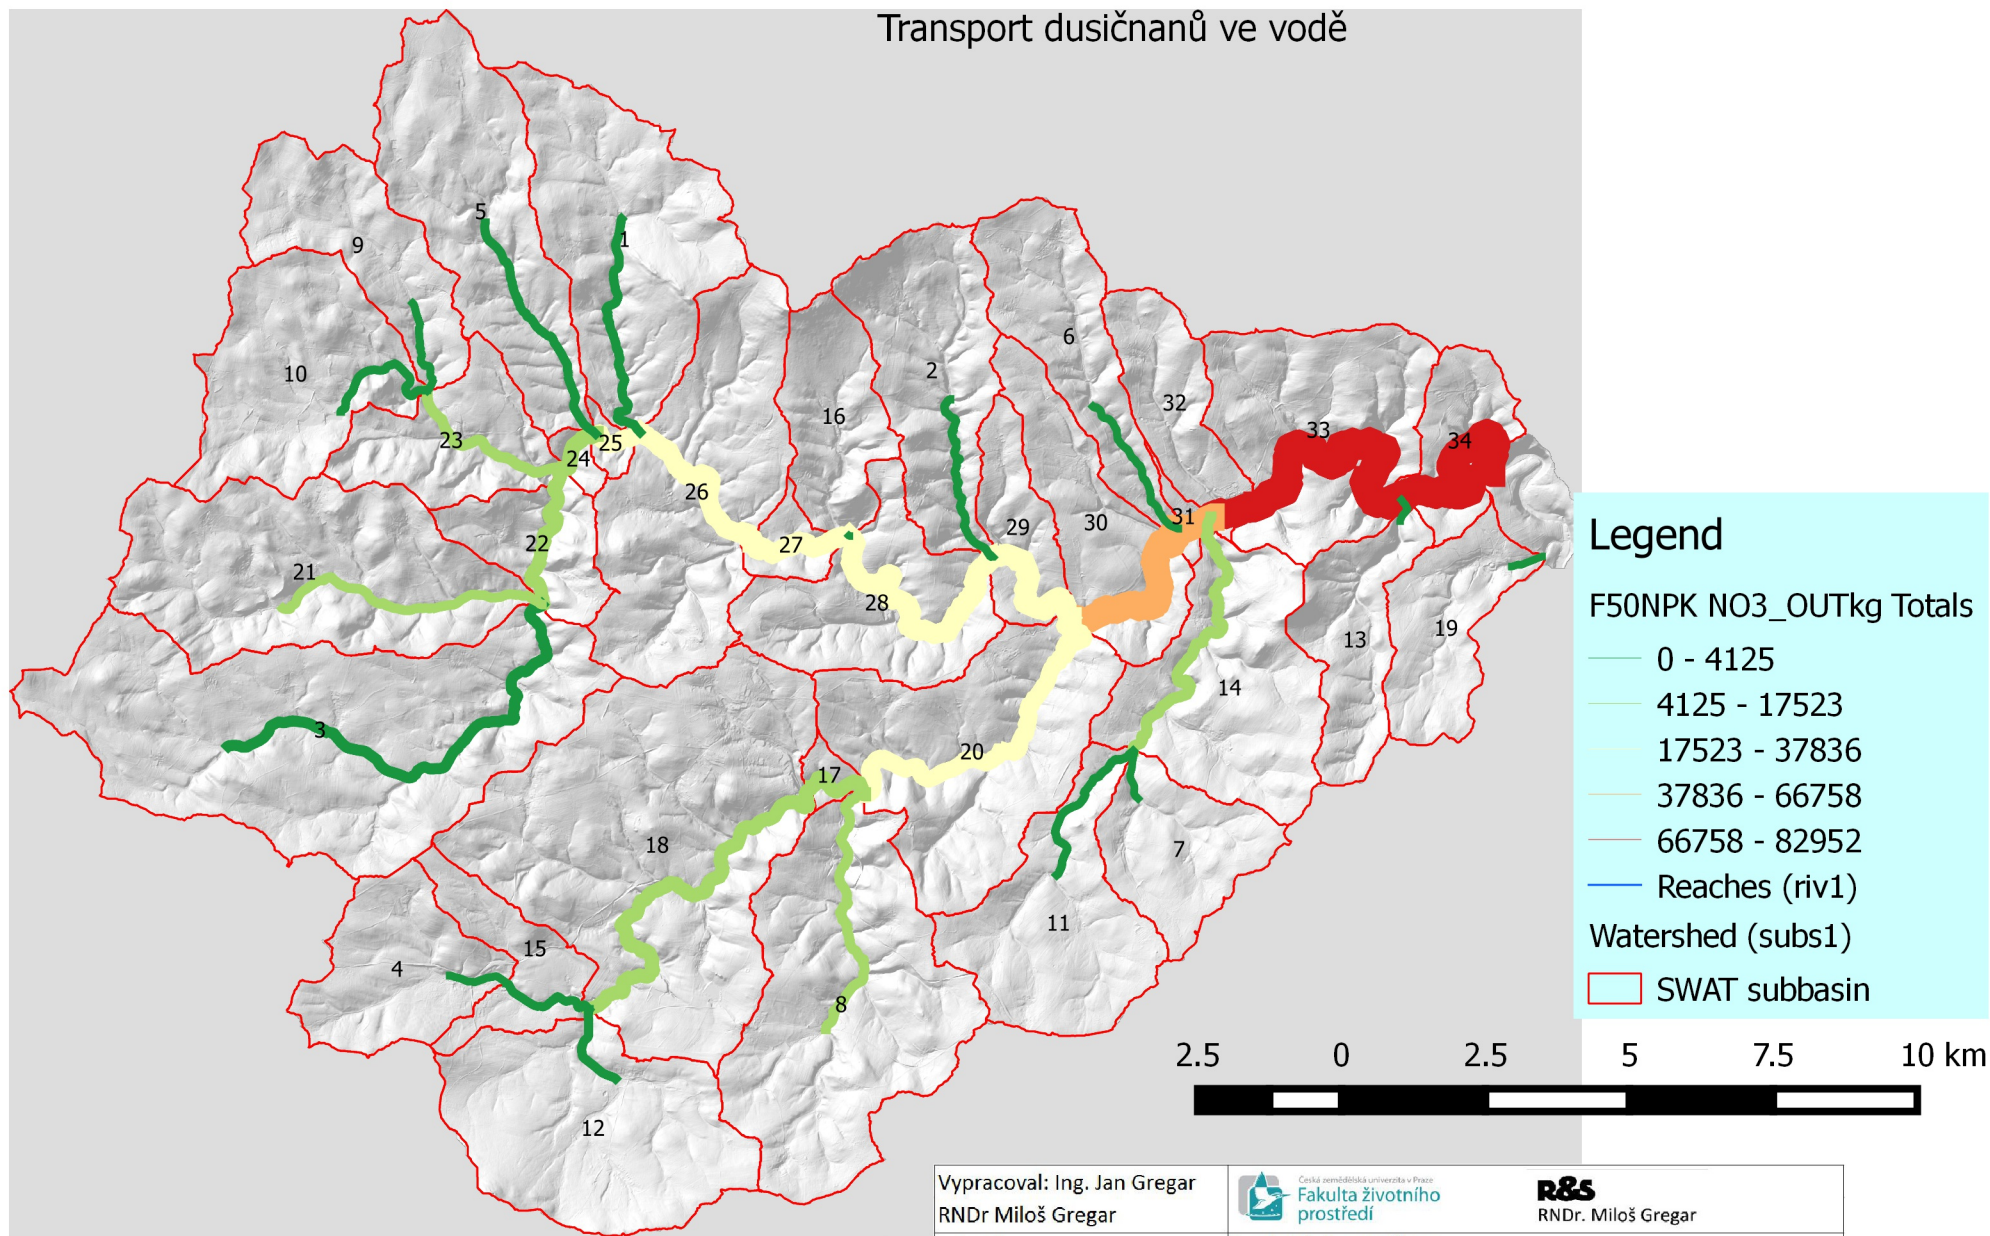 Transport dusičnanů ve vodě
5
1
9
10
2
6
16
32
33
34
23
24
25
26
31
29
30
22
27
21
28
19
13
14
3
20
17
18
7
11
15
4
8
12
Legend
F50NPK NO3_OUTkg Totals
0 - 4125
4125 - 17523
17523 - 37836
37836 - 66758
66758 - 82952
Reaches (riv1)
Watershed (subs1)
SWAT subbasin
2.5 0 2.5 5 7.5 10 km
Vypracoval: Ing. Jan Gregar
RNDr Miloš Gregar
Česká zemědělská univerzita v Praze
Fakulta životního
prostředí
R&S
RNDr. Miloš Gregar